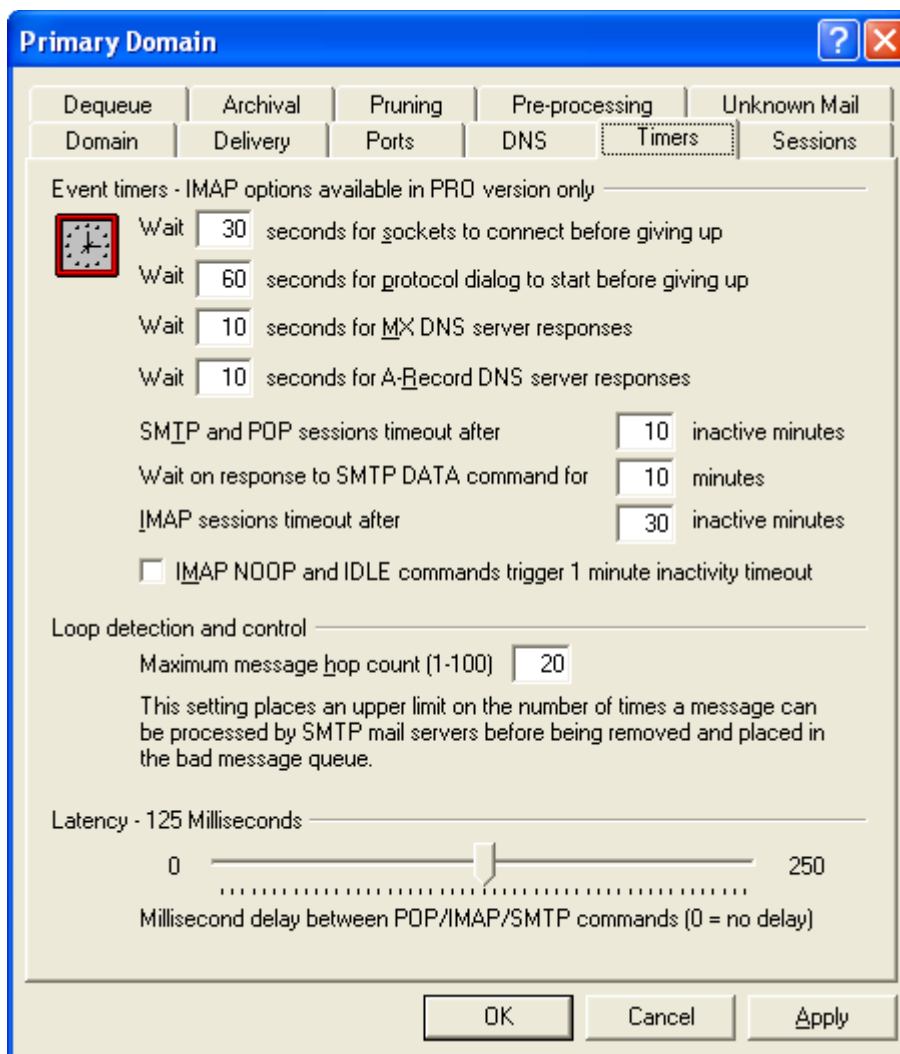 Primary Domain
Dequeue Archival Pruning Pre-processing Unknown Mail
Domain Delivery Ports DNS Timers Sessions
Event timers - IMAP options available in PRO version only
Wait 30 seconds for sockets to connect before giving up
Wait 60 seconds for protocol dialog to start before giving up
Wait 10 seconds for MX DNS server responses
Wait 10 seconds for A-Record DNS server responses
SMTP and POP sessions timeout after 10 inactive minutes
Wait on response to SMTP DATA command for 10 minutes
IMAP sessions timeout after 30 inactive minutes
IMAP NOOP and IDLE commands trigger 1 minute inactivity timeout
Loop detection and control
Maximum message hop count (1-100) 20
This setting places an upper limit on the number of times a message can
be processed by SMTP mail servers before being removed and placed in
the bad message queue.
Latency - 125 Milliseconds
0 250
Millisecond delay between POP/IMAP/SMTP commands (0 = no delay)
OK Cancel Apply